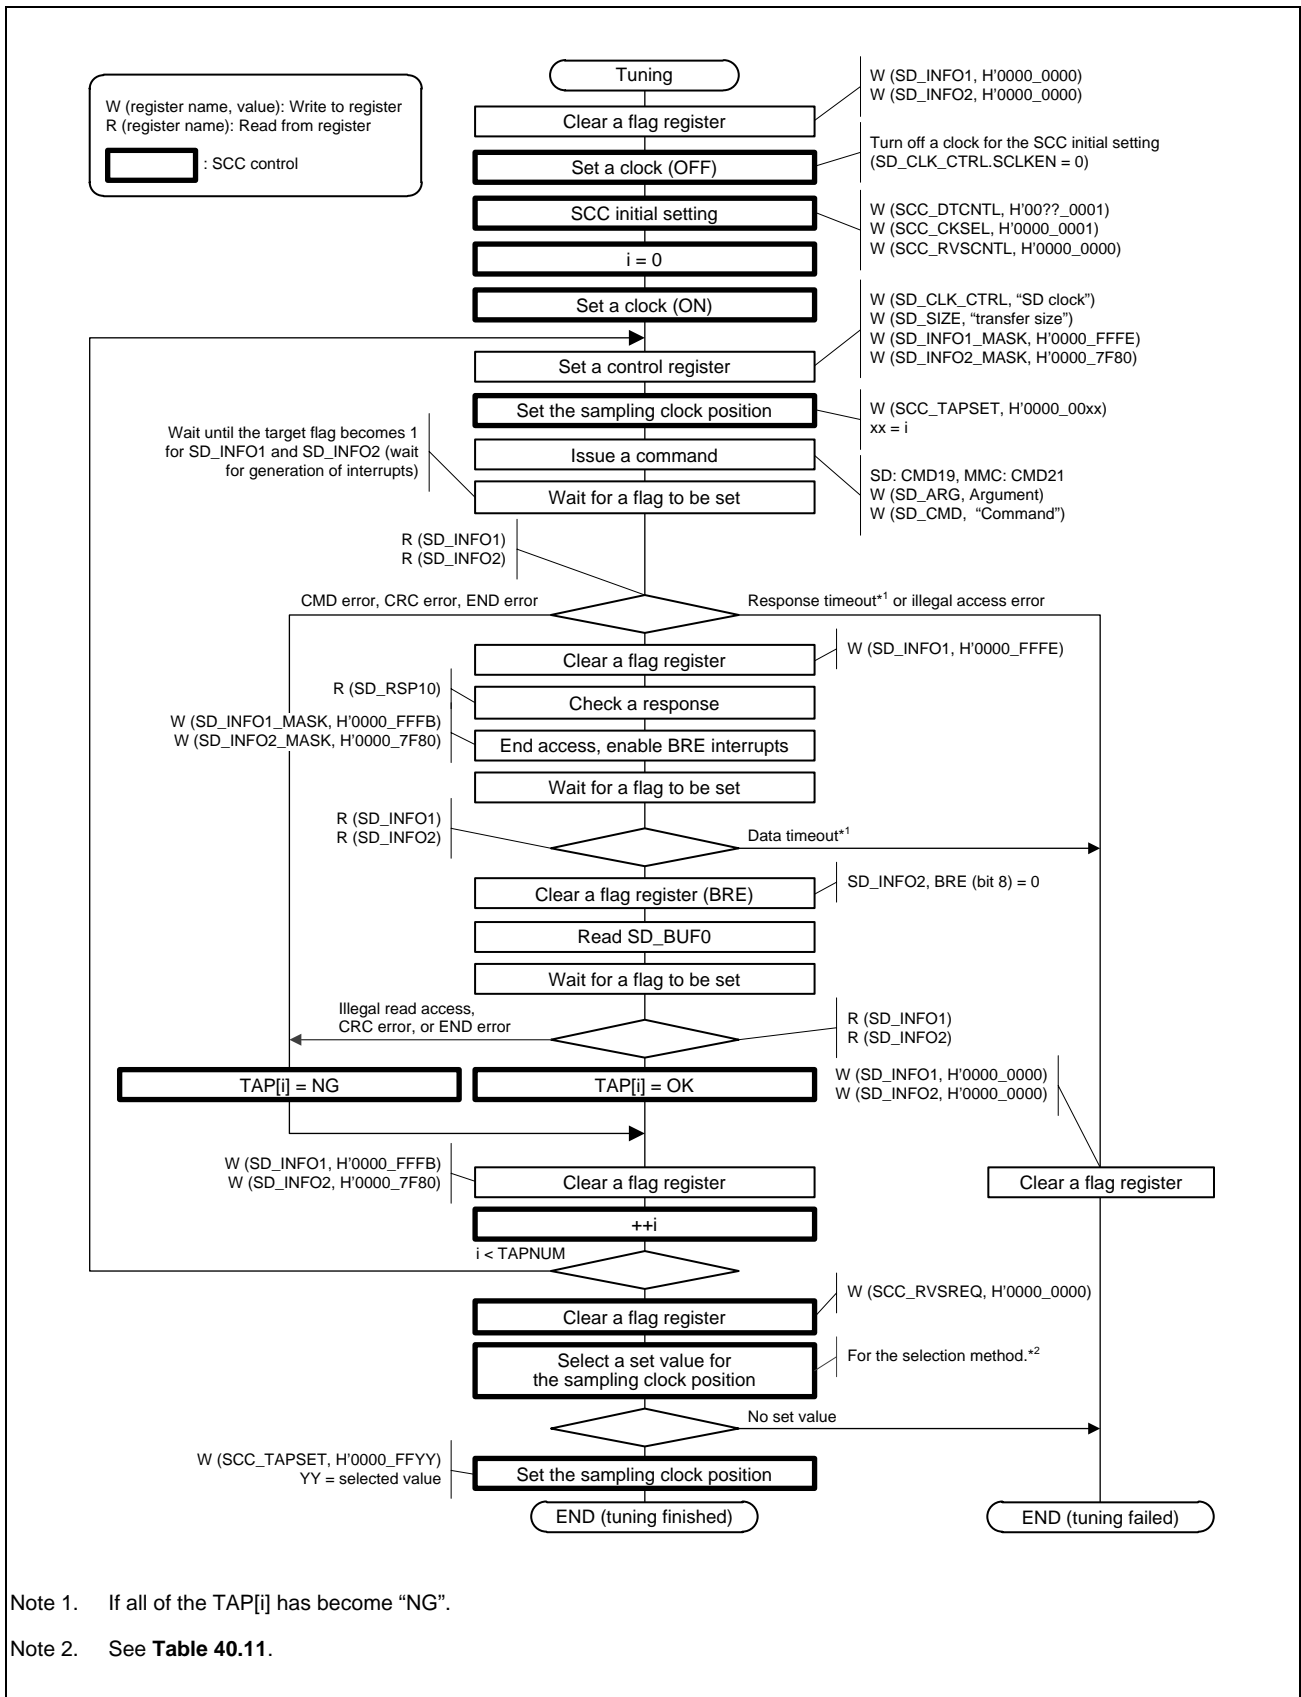 Tuning
W (register name, value): Write to register
R (register name): Read from register
: SCC control
W (SD_INFO1, H'0000_0000)
W (SD_INFO2, H'0000_0000)
Clear a flag register
Turn off a clock for the SCC initial setting
(SD_CLK_CTRL.SCLKEN = 0)
Set a clock (OFF)
SCC initial setting
W (SCC_DTCNTL, H'00??_0001)
W (SCC_CKSEL, H'0000_0001)
W (SCC_RVSCNTL, H'0000_0000)
i = 0
Set a clock (ON)
W (SD_CLK_CTRL, “SD clock”)
W (SD_SIZE, “transfer size”)
W (SD_INFO1_MASK, H'0000_FFFE)
W (SD_INFO2_MASK, H'0000_7F80)
Set a control register
Set the sampling clock position
W (SCC_TAPSET, H'0000_00xx)
xx = i
Wait until the target flag becomes 1
for SD_INFO1 and SD_INFO2 (wait
for generation of interrupts)
Issue a command
SD: CMD19, MMC: CMD21
W (SD_ARG, Argument)
W (SD_CMD, “Command”)
Wait for a flag to be set
R (SD_INFO1)
R (SD_INFO2)
CMD error, CRC error, END error
Response timeout*1 or illegal access error
Clear a flag register
W (SD_INFO1, H'0000_FFFE)
R (SD_RSP10)
Check a response
W (SD_INFO1_MASK, H'0000_FFFB)
W (SD_INFO2_MASK, H'0000_7F80)
End access, enable BRE interrupts
Wait for a flag to be set
R (SD_INFO1)
R (SD_INFO2)
Data timeout*1
Clear a flag register (BRE)
SD_INFO2, BRE (bit 8) = 0
Read SD_BUF0
Wait for a flag to be set
Illegal read access,
CRC error, or END error
R (SD_INFO1)
R (SD_INFO2)
TAP[i] = NG
TAP[i] = OK
W (SD_INFO1, H'0000_0000)
W (SD_INFO2, H'0000_0000)
W (SD_INFO1, H'0000_FFFB)
W (SD_INFO2, H'0000_7F80)
Clear a flag register
Clear a flag register
++i
i < TAPNUM
W (SCC_RVSREQ, H'0000_0000)
Clear a flag register
Select a set value for
the sampling clock position
For the selection method.*2
No set value
W (SCC_TAPSET, H'0000_FFYY)
YY = selected value
Set the sampling clock position
END (tuning finished)
END (tuning failed)
Note 1. If all of the TAP[i] has become “NG”.
Note 2. See Table 40.11.